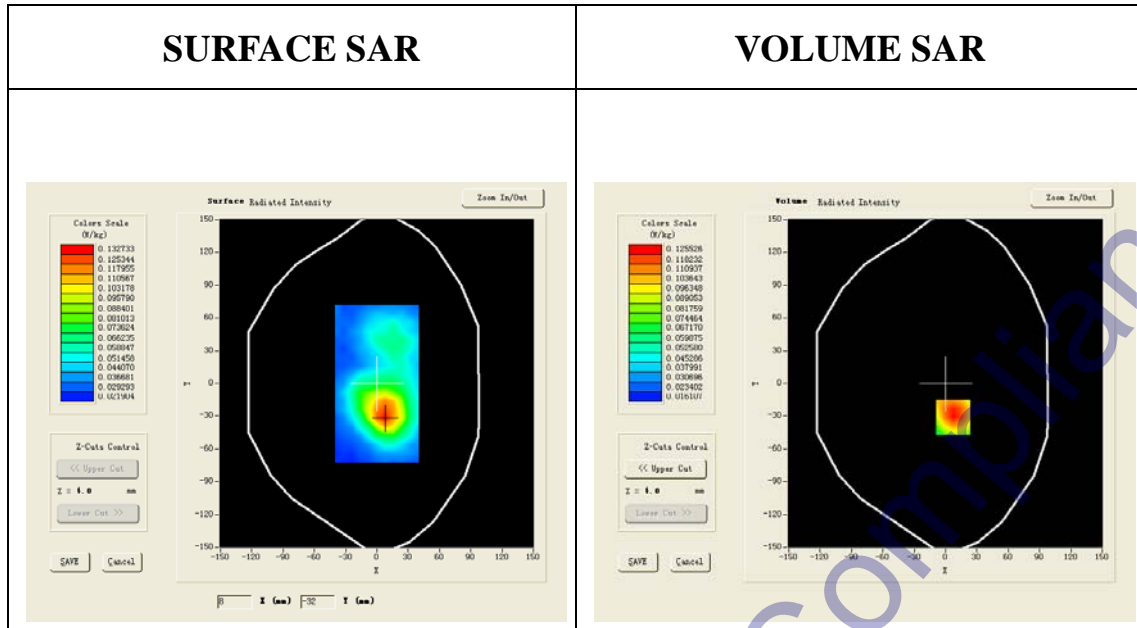 SURFACE SAR
VOLUME SAR
Surface Radiated Intensity
Zoom In/Out
Colors Scale
(W/kg)
0.132733
0.125344
0.117955
0.110567
0.103178
0.095790
0.088401
0.081013
0.073624
0.066235
0.058847
0.051458
0.044070
0.036681
0.029293
0.021904
150
120
90
60
30
0
-30
-60
-90
-120
-150
Y
-150 -120 -90 -60 -30 0 30 60 90 120 150
X
Z-Cuts Control
<< Upper Cut
Z = 4.0 mm
Lower Cut >>
SAVE Cancel
8 X (mm) -32 Y (mm)
Volume Radiated Intensity
Zoom In/Out
Colors Scale
(W/kg)
0.125526
0.118232
0.110937
0.103643
0.096348
0.089053
0.081759
0.074464
0.067170
0.059875
0.052580
0.045286
0.037991
0.030696
0.023402
0.016107
150
120
90
60
30
0
-30
-60
-90
-120
-150
Y
-150 -120 -90 -60 -30 0 30 60 90 120 150
X
Z-Cuts Control
<< Upper Cut
Z = 4.0 mm
Lower Cut >>
SAVE Cancel
Complian